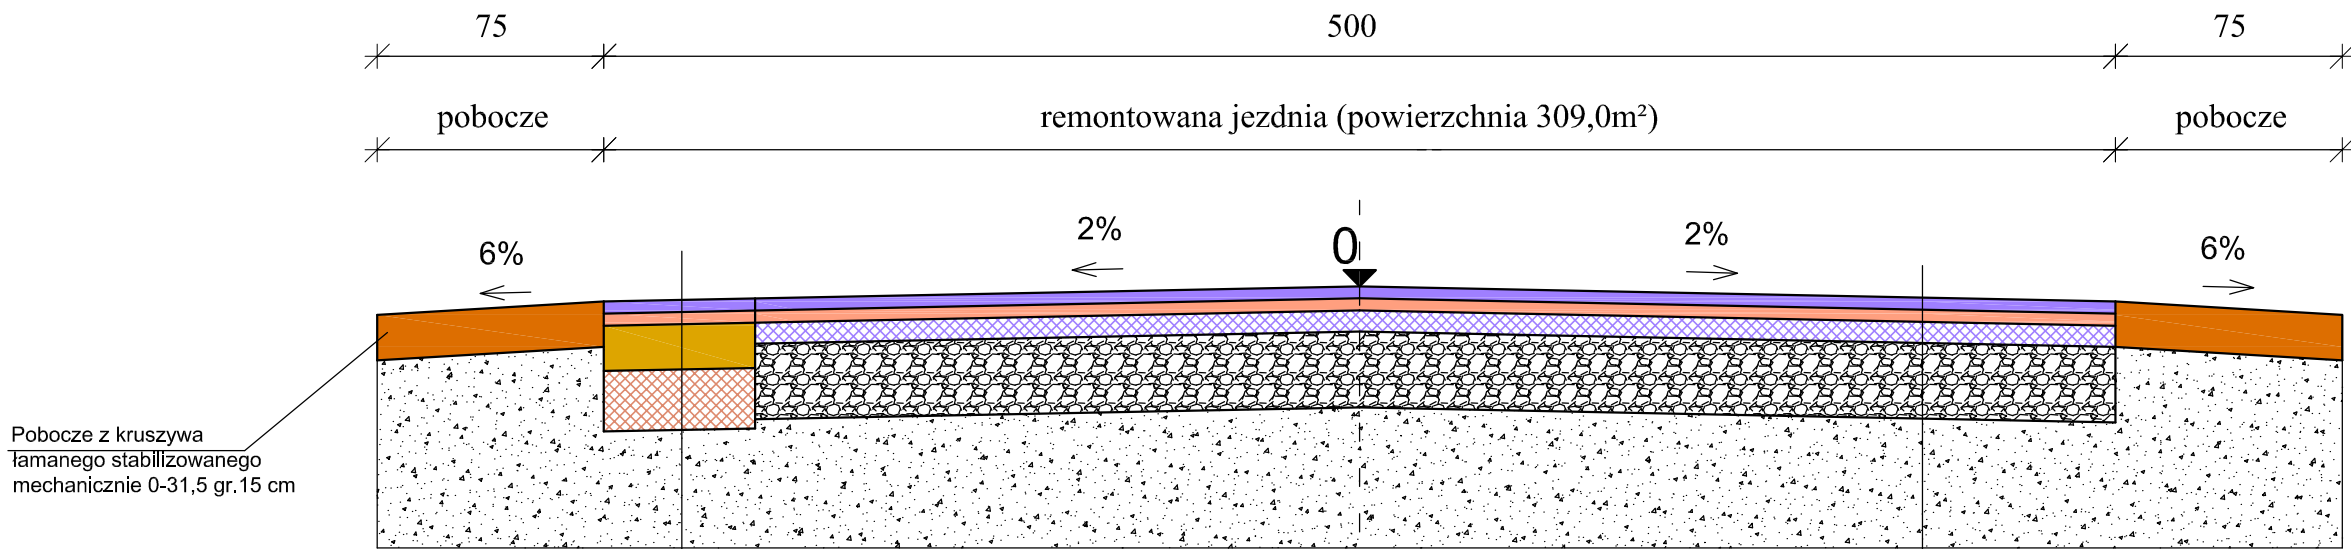 75 500 75
pobocze remontowana jezdnia (powierzchnia 309,0m²) pobocze
6% 2% 0 2% 6%
Pobocze z kruszywa
łamanego stabilizowanego
mechanicznie 0-31,5 gr.15 cm